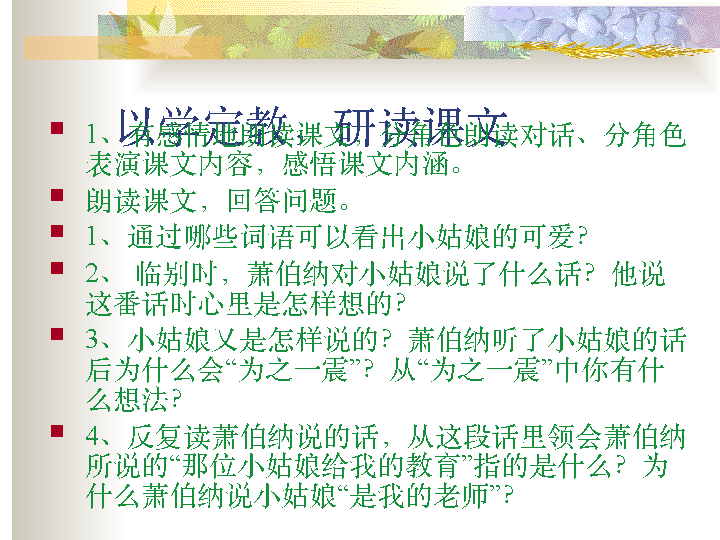 以学定教，研读课文
1、有感情地朗读课文，分角色朗读对话、分角色
表演课文内容，感悟课文内涵。
朗读课文，回答问题。
1、通过哪些词语可以看出小姑娘的可爱？
2、 临别时，萧伯纳对小姑娘说了什么话？他说
这番话时心里是怎样想的？
3、小姑娘又是怎样说的？萧伯纳听了小姑娘的话
后为什么会“为之一震”？从“为之一震”中你有什
么想法？
4、反复读萧伯纳说的话，从这段话里领会萧伯纳
所说的“那位小姑娘给我的教育”指的是什么？为
什么萧伯纳说小姑娘“是我的老师”？